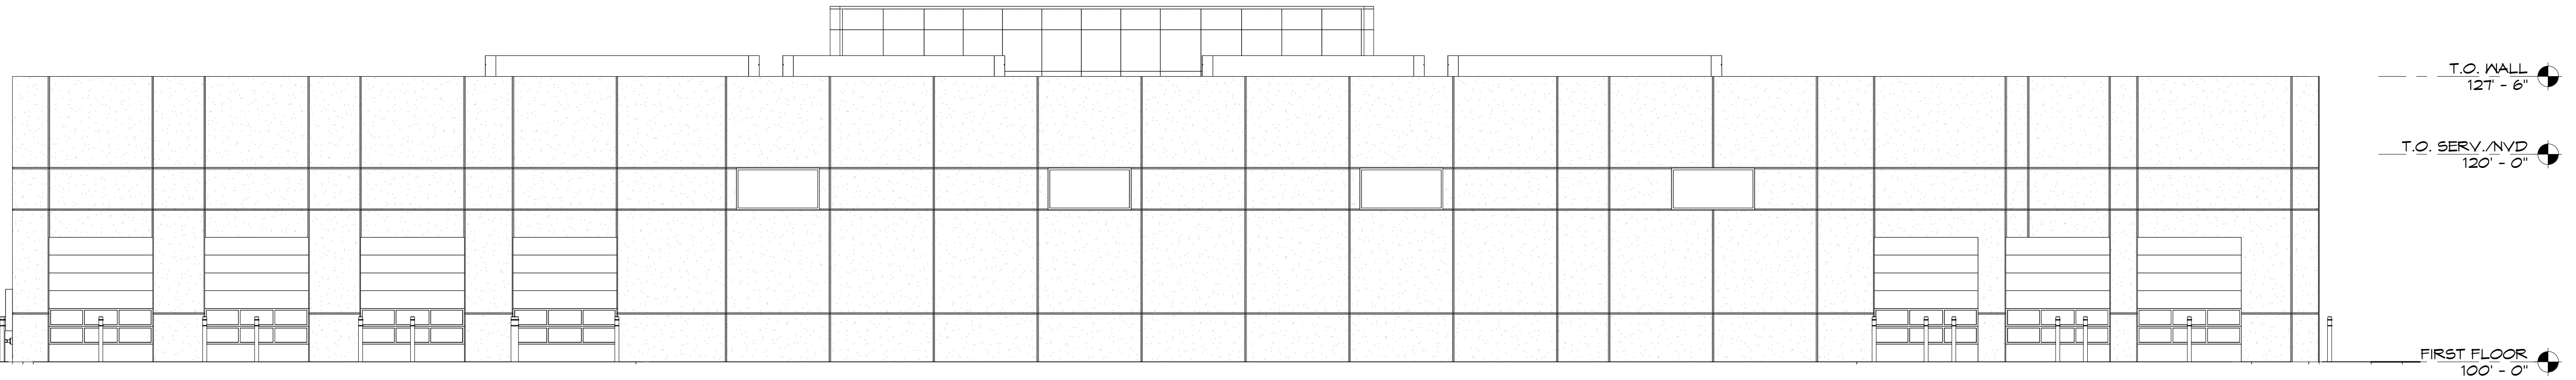 T.O. WALL
127' - 6"
T.O. SERV./NVD
120' - 0"
FIRST FLOOR
100' - 0"